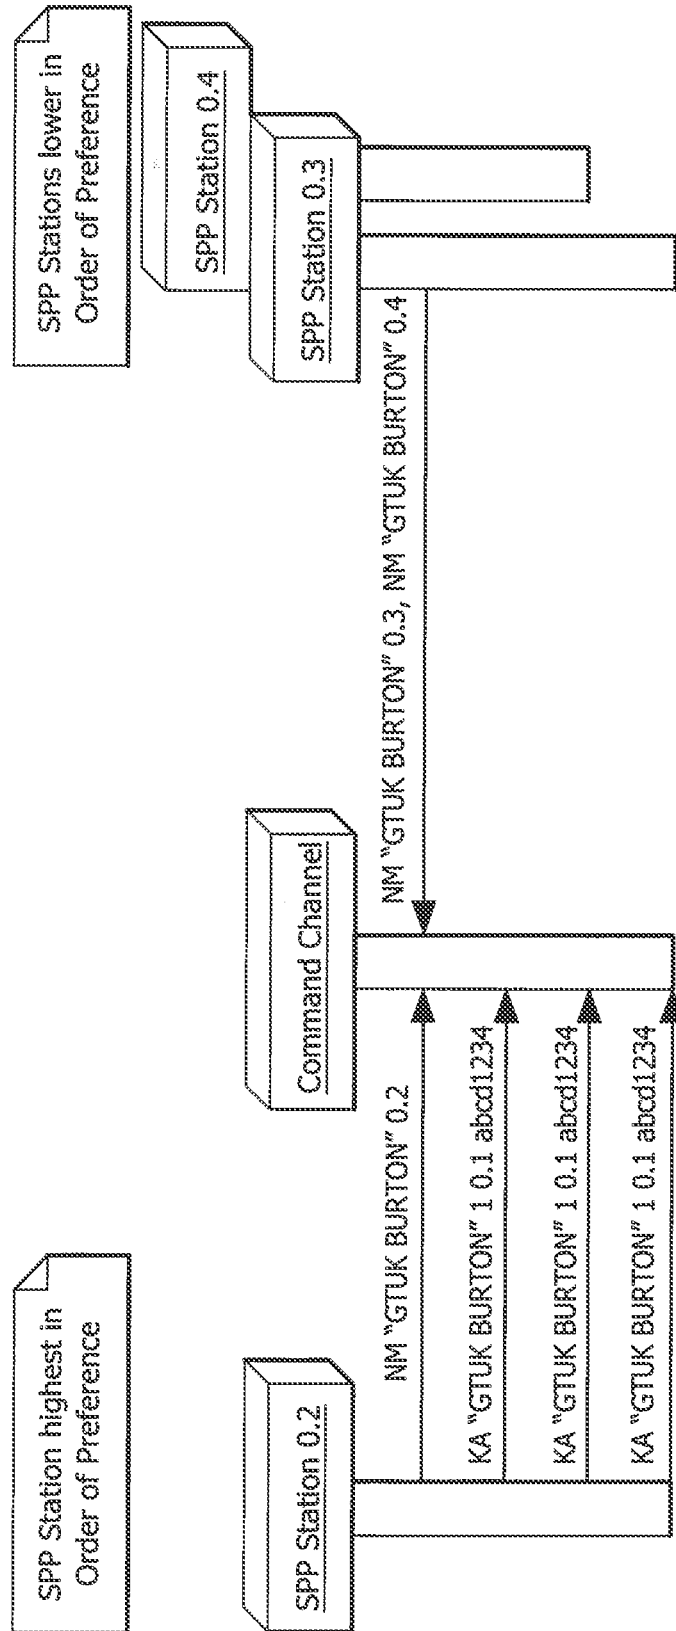 SPP Station highest in
Order of Preference
SPP Stations lower in
Order of Preference
SPP Station 0.4
SPP Station 0.2
Command Channel
SPP Station 0.3
NM “GTUK BURTON” 0.2
NM “GTUK BURTON” 0.3, NM “GTUK BURTON” 0.4
KA “GTUK BURTON” 1 0.1 abcd1234
KA “GTUK BURTON” 1 0.1 abcd1234
KA “GTUK BURTON” 1 0.1 abcd1234